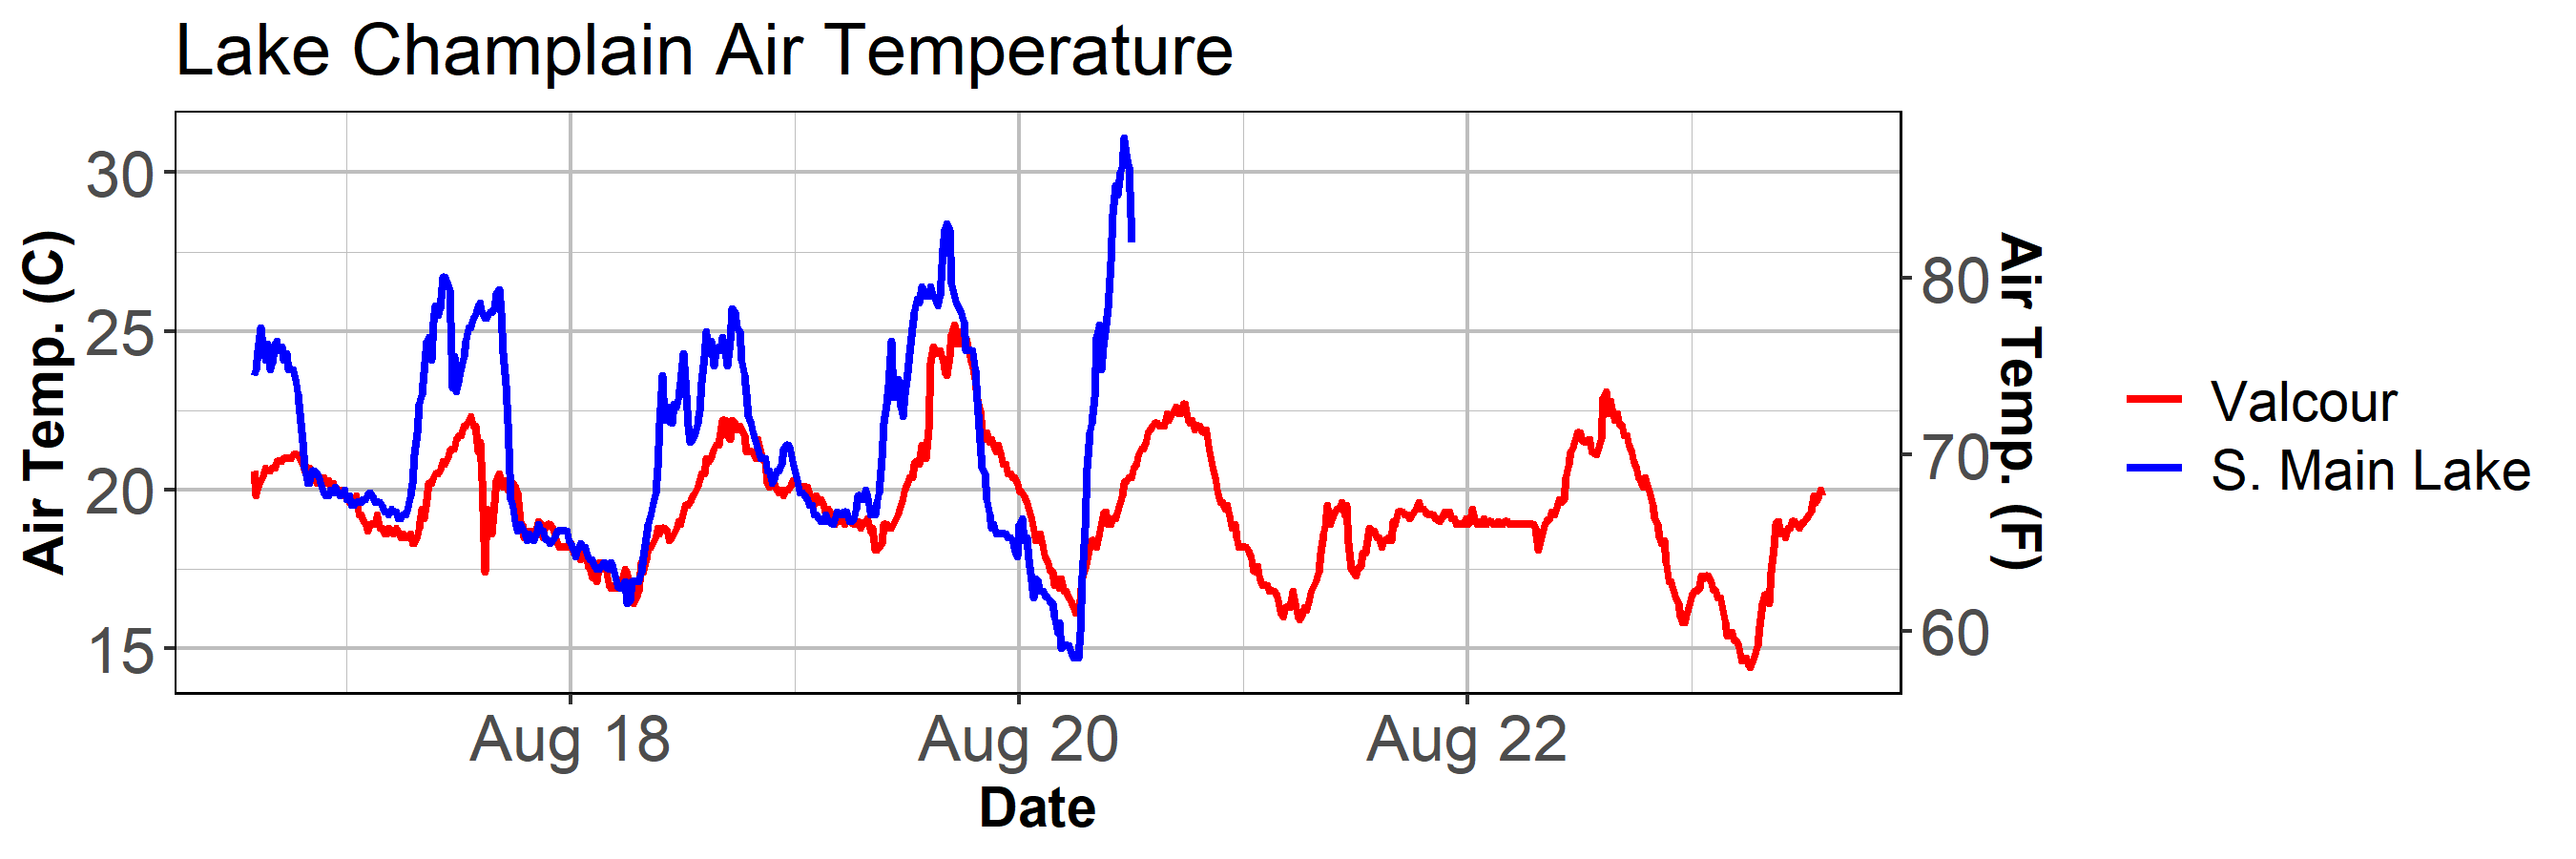 Lake Champlain Air Temperature
Air Temp. (C)
30
25
20
15
80
70
60
Air Temp. (F)
Aug 18
Aug 20
Aug 22
Date
Valcour
S. Main Lake